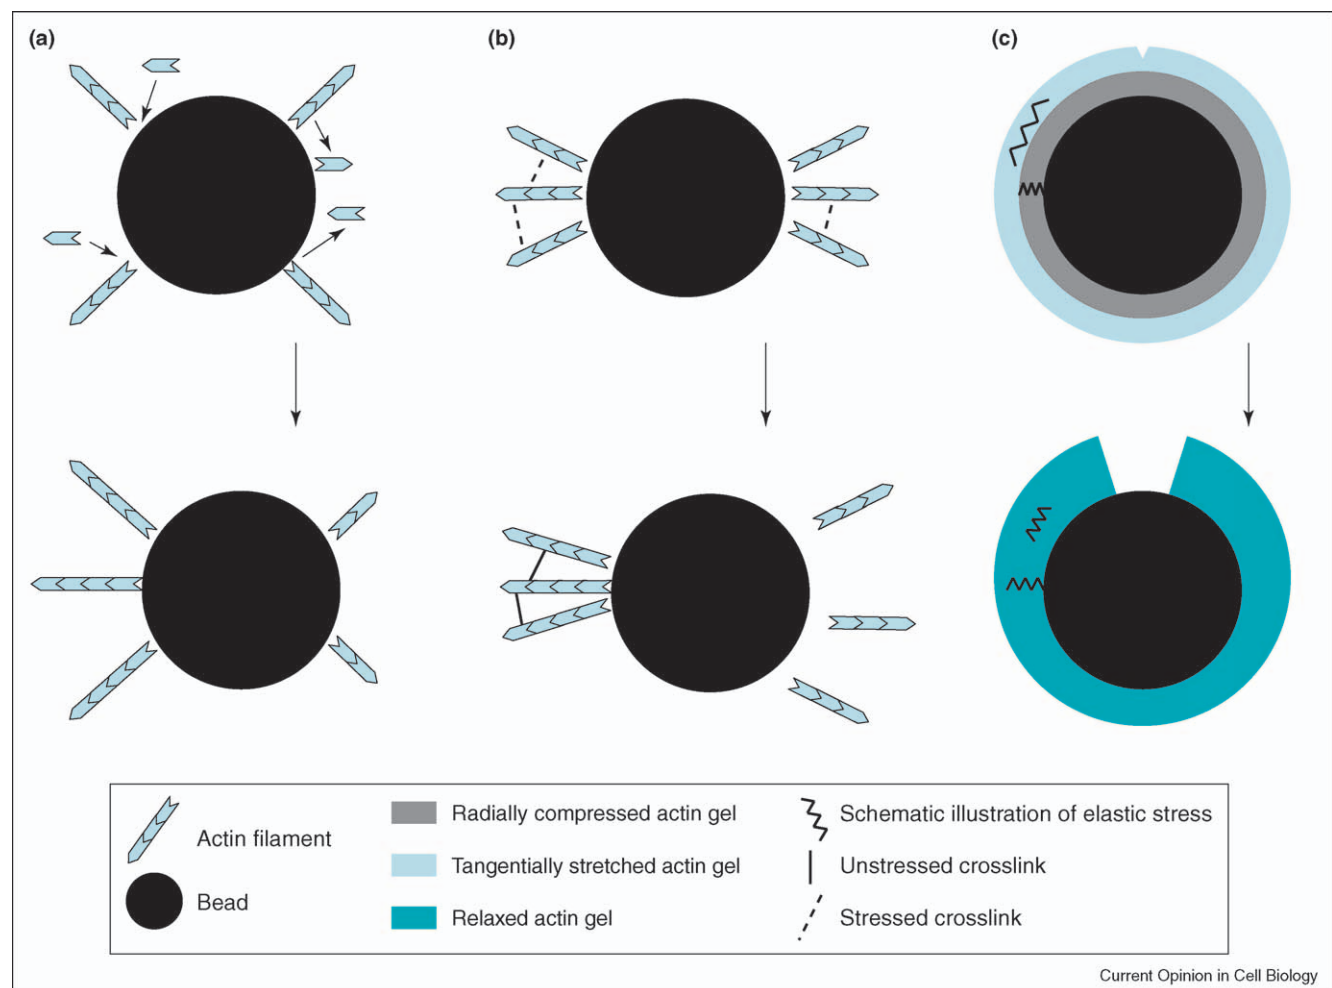 (a)
(b)
(c)
Actin filament
Bead
Radially compressed actin gel
Tangentially stretched actin gel
Relaxed actin gel
Schematic illustration of elastic stress
Unstressed crosslink
Stressed crosslink
Current Opinion in Cell Biology